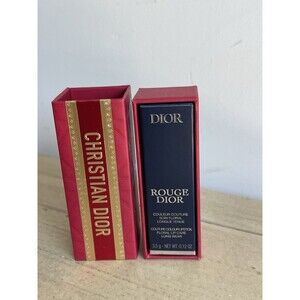 CHRISTIAN DIOR
DIOR
ROUGE
DIOR
COULEUR COUTURE
SOIN FLORAL
LONGUE TENUE
COUTURE COLOUR LIPSTICK
FLORAL LIP CARE
LONG WEAR
3.5 g - NET WT. 0.12 OZ